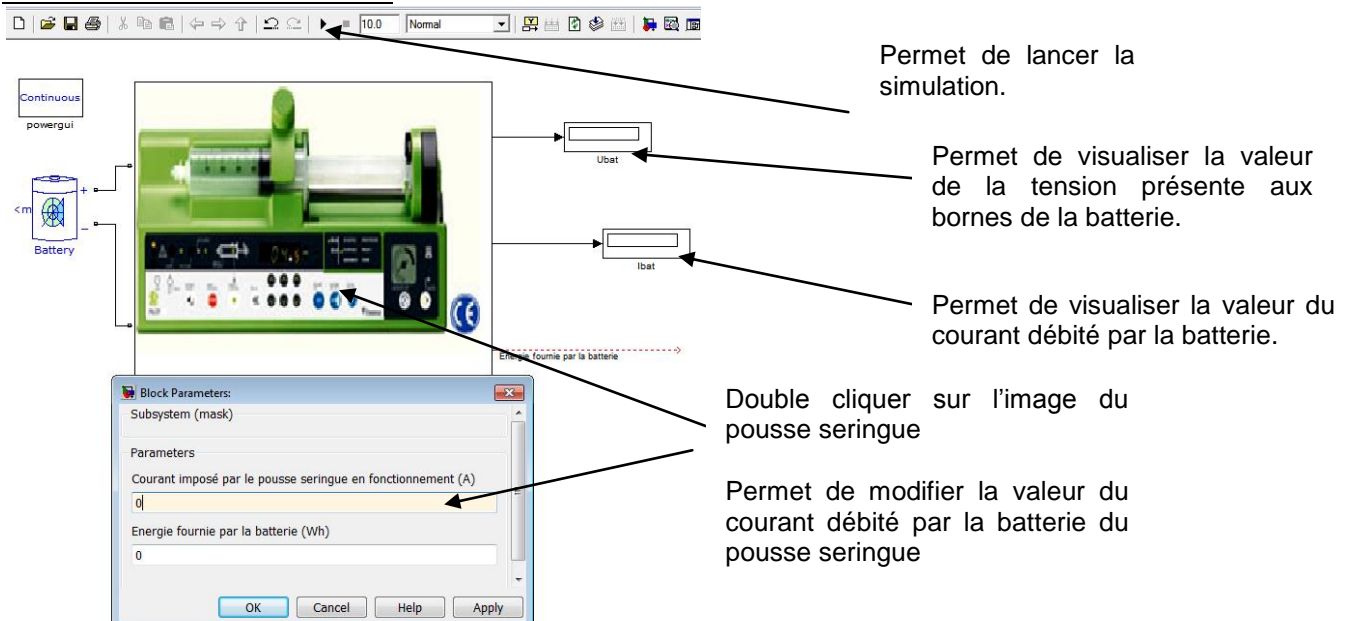 10.0 Normal
Permet de lancer la
simulation.
Continuous
powergui
Ubat
Permet de visualiser la valeur
de la tension présente aux
bornes de la batterie.
+
<m
−
Battery
04.5
Ibat
Permet de visualiser la valeur du
courant débité par la batterie.
CE
Energie fournie par la batterie
Block Parameters:
Subsystem (mask)
Parameters
Courant imposé par le pousse seringue en fonctionnement (A)
0
Energie fournie par la batterie (Wh)
0
OK Cancel Help Apply
Double cliquer sur l’image du
pousse seringue
Permet de modifier la valeur du
courant débité par la batterie du
pousse seringue